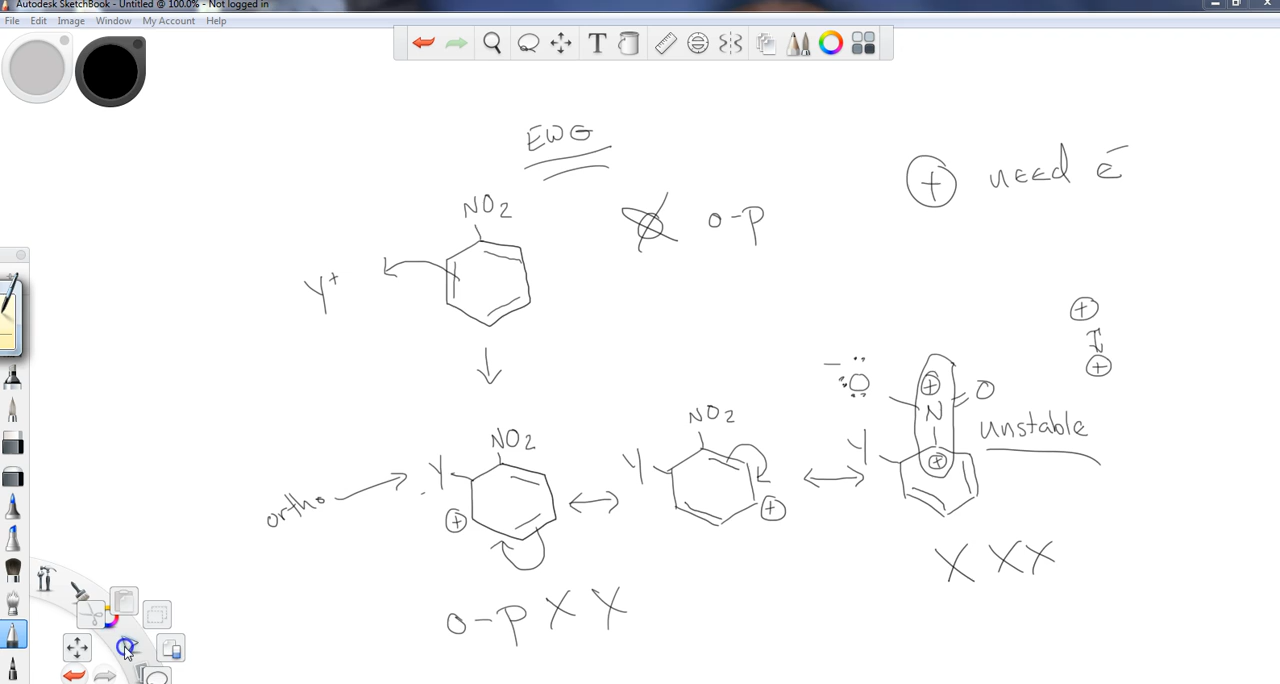 Autodesk SketchBook - Untitled @ 100.0% - Not logged in
File Edit Image Window My Account Help
T
EWG
+ need e⁻
NO2
o-p
Y+
+
+
− O + N O
unstable
NO2
NO2
ortho
Y
Y
Y
+
+
+
o-p X X
X X X